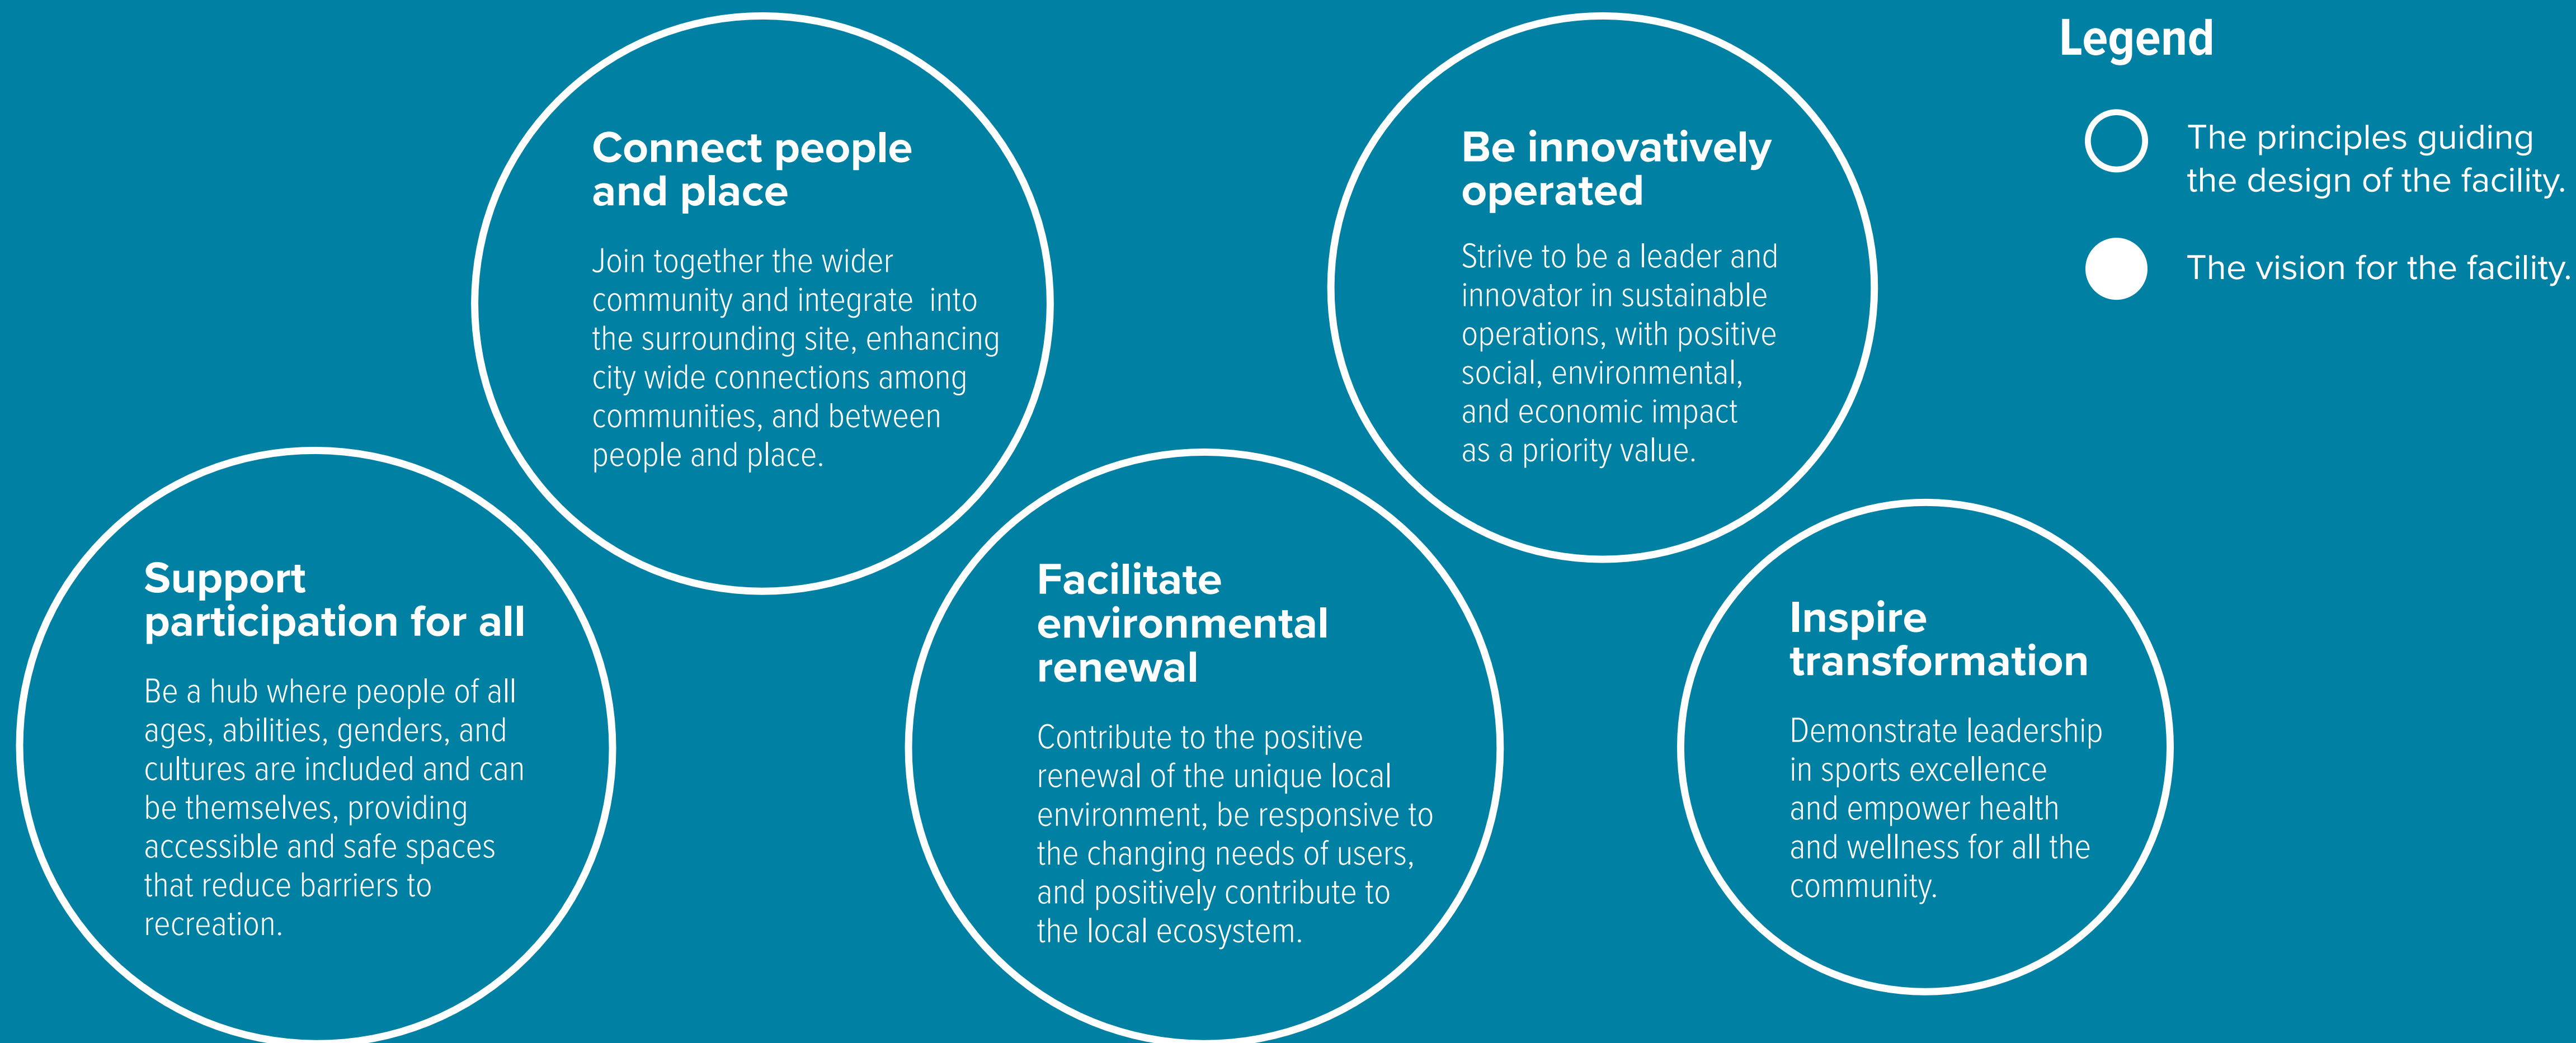 Connect people
and place
Join together the wider
community and integrate  into
the surrounding site, enhancing
city wide connections among
communities, and between
people and place.
Be innovatively
operated
Strive to be a leader and
innovator in sustainable
operations, with positive
social, environmental,
and economic impact
as a priority value.
Legend
The principles guiding
the design of the facility.
The vision for the facility.
Support
participation for all
Be a hub where people of all
ages, abilities, genders, and
cultures are included and can
be themselves, providing
accessible and safe spaces
that reduce barriers to
recreation.
Facilitate
environmental
renewal
Contribute to the positive
renewal of the unique local
environment, be responsive to
the changing needs of users,
and positively contribute to
the local ecosystem.
Inspire
transformation
Demonstrate leadership
in sports excellence
and empower health
and wellness for all the
community.